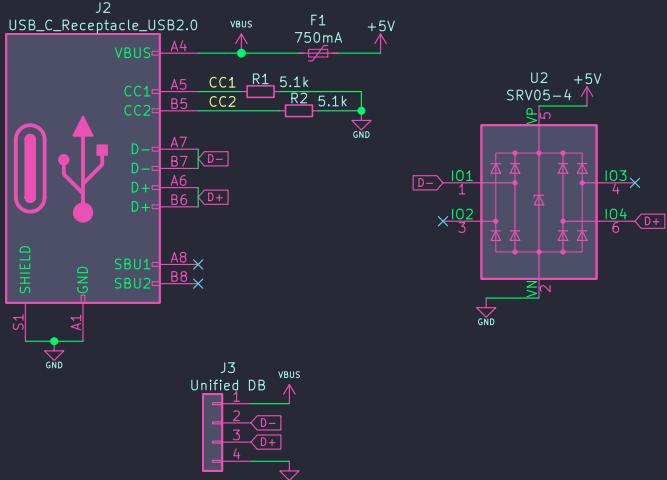 J2
USB_C_Receptacle_USB2.0
VBUS
A4
VBUS
F1
750mA
+5V
CC1
A5
CC1
R1
5.1k
CC2
B5
CC2
R2
5.1k
GND
D-
A7
D-
B7
D-
D+
A6
D+
B6
D+
SBU1
A8
SBU2
B8
SHIELD
GND
S1
A1
GND
U2
SRV05-4
+5V
VP
5
D-
IO1
1
IO3
4
IO2
3
IO4
6
D+
VN
2
GND
J3
Unified DB
VBUS
1
2
D-
3
D+
4